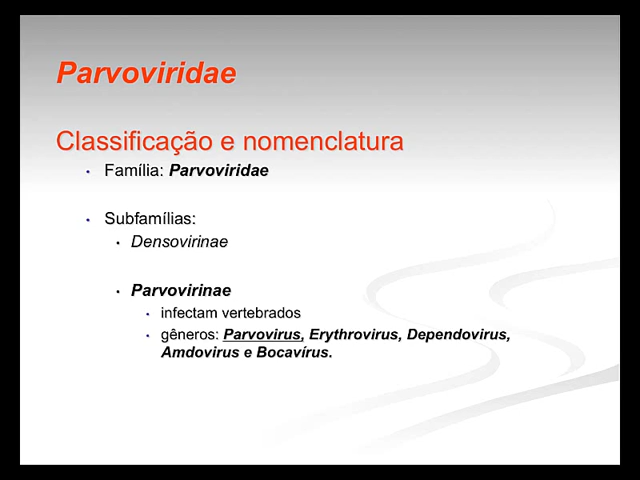 Parvoviridae
Classificação e nomenclatura
• Família: Parvoviridae
• Subfamílias:
• Densovirinae
• Parvovirinae
• infectam vertebrados
• gêneros: Parvovirus, Erythrovirus, Dependovirus,
Amdovirus e Bocavírus.